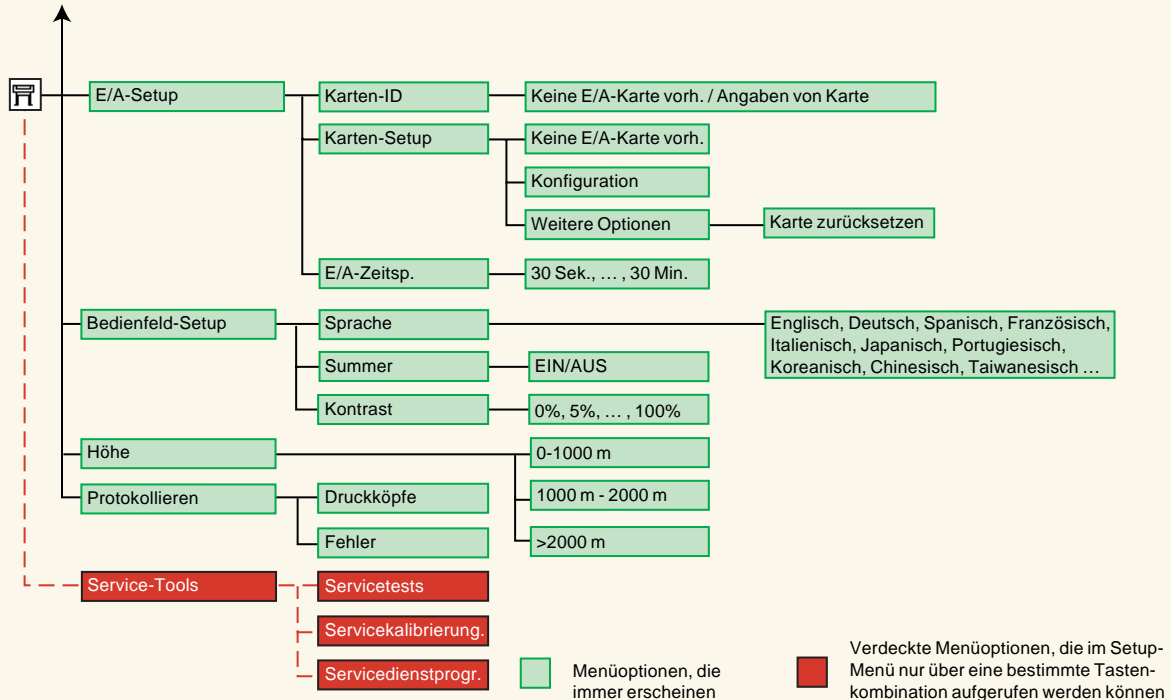 E/A-Setup
Karten-ID
Keine E/A-Karte vorh. / Angaben von Karte
Karten-Setup
Keine E/A-Karte vorh.
Konfiguration
Weitere Optionen
Karte zurücksetzen
E/A-Zeitsp.
30 Sek., ... , 30 Min.
Bedienfeld-Setup
Sprache
Englisch, Deutsch, Spanisch, Französisch,
Italienisch, Japanisch, Portugiesisch,
Koreanisch, Chinesisch, Taiwanesisch ...
Summer
EIN/AUS
Kontrast
0%, 5%, ... , 100%
Höhe
0-1000 m
1000 m - 2000 m
>2000 m
Protokollieren
Druckköpfe
Fehler
Service-Tools
Servicetests
Servicekalibrierung.
Servicedienstprogr.
Menüoptionen, die
immer erscheinen
Verdeckte Menüoptionen, die im Setup-
Menü nur über eine bestimmte Tasten-
kombination aufgerufen werden können